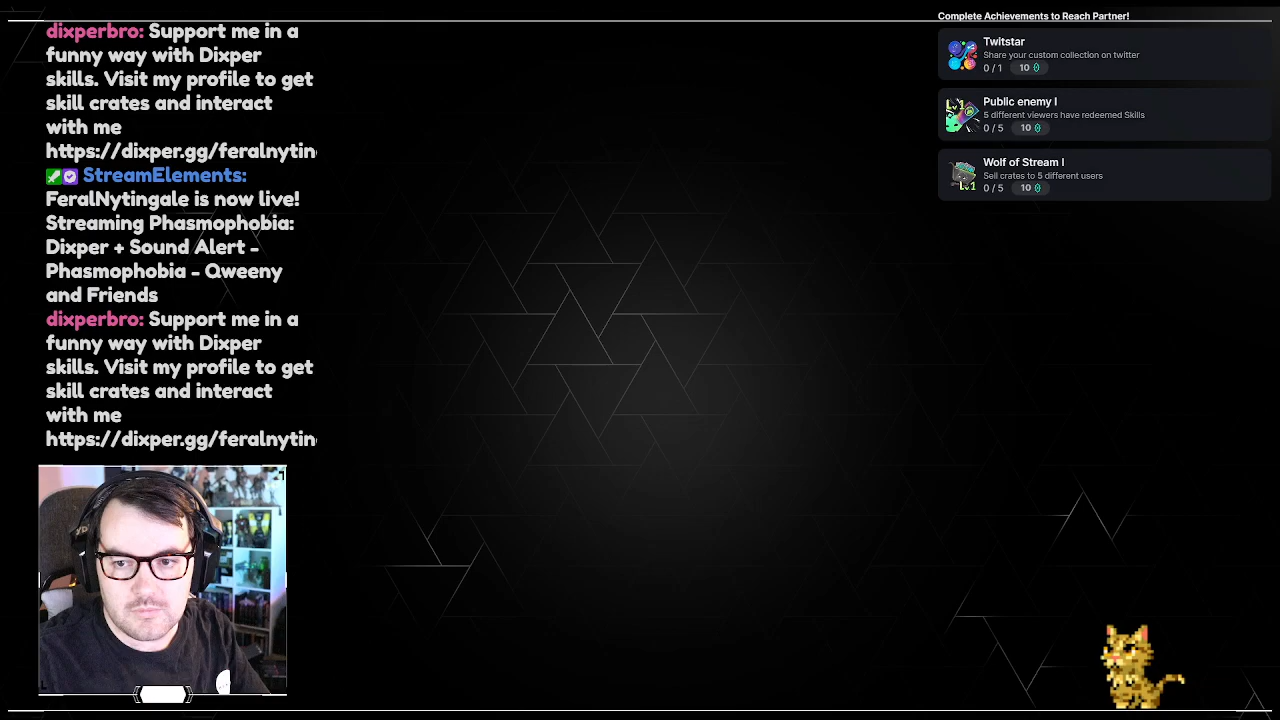 dixperbro: Support me in a
funny way with Dixper
skills. Visit my profile to get
skill crates and interact
with me
https://dixper.gg/feralnytin
StreamElements:
FeralNytingale is now live!
Streaming Phasmophobia:
Dixper + Sound Alert -
Phasmophobia - Qweeny
and Friends
dixperbro: Support me in a
funny way with Dixper
skills. Visit my profile to get
skill crates and interact
with me
https://dixper.gg/feralnytin
Complete Achievements to Reach Partner!
Twitstar
Share your custom collection on twitter
0 / 1 10
Public enemy I
5 different viewers have redeemed Skills
0 / 5 10
Wolf of Stream I
Sell crates to 5 different users
0 / 5 10